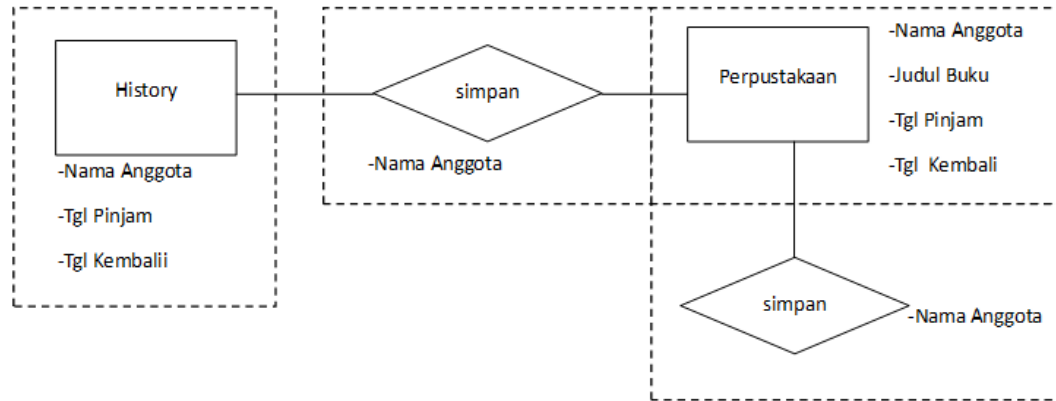 History
-Nama Anggota
-Tgl Pinjam
-Tgl Kembalii
simpan
-Nama Anggota
Perpustakaan
-Nama Anggota
-Judul Buku
-Tgl Pinjam
-Tgl Kembali
simpan
-Nama Anggota